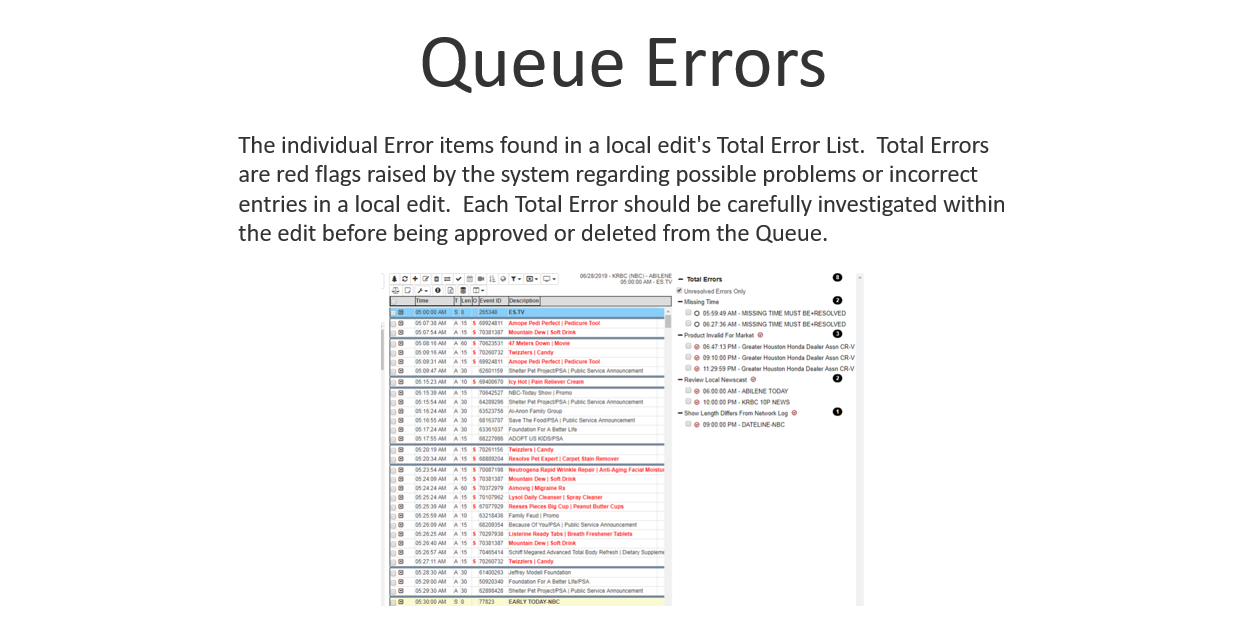 Queue Errors
The individual Error items found in a local edit's Total Error List.  Total Errors
are red flags raised by the system regarding possible problems or incorrect
entries in a local edit.  Each Total Error should be carefully investigated within
the edit before being approved or deleted from the Queue.
06/28/2019 - KRBC (NBC) - ABILENE
05:00:00 AM - ES.TV
Time T Len O Event ID Description
05:00:00 AM S 0 265348 ES.TV
05:07:38 AM A 15 S 69924811 Amope Pedi Perfect | Pedicure Tool
05:07:54 AM A 15 S 70381387 Mountain Dew | Soft Drink
05:08:16 AM A 60 S 70623531 47 Meters Down | Movie
05:09:16 AM A 15 S 70260732 Twizzlers | Candy
05:09:31 AM A 15 S 69924811 Amope Pedi Perfect | Pedicure Tool
05:09:47 AM A 30 62601159 Shelter Pet Project/PSA | Public Service Announcement
05:15:23 AM A 10 S 69400670 Icy Hot | Pain Reliever Cream
05:15:39 AM A 15 70642527 NBC-Today Show | Promo
05:15:54 AM A 30 64289296 Shelter Pet Project/PSA | Public Service Announcement
05:16:24 AM A 30 63523756 Al-Anon Family Group
05:16:55 AM A 30 68163707 Save The Food/PSA | Public Service Announcement
05:17:24 AM A 30 63361037 Foundation For A Better Life
05:17:55 AM A 15 68227986 ADOPT US KIDS/PSA
05:20:19 AM A 15 S 70261156 Twizzlers | Candy
05:20:34 AM A 15 S 68889204 Resolve Pet Expert | Carpet Stain Remover
05:23:54 AM A 15 S 70087198 Neutrogena Rapid Wrinkle Repair | Anti-Aging Facial Moistur
05:24:09 AM A 15 S 70381387 Mountain Dew | Soft Drink
05:24:24 AM A 60 S 70372979 Aimovig | Migraine Rx
05:25:24 AM A 15 S 70107962 Lysol Daily Cleanser | Spray Cleaner
05:25:39 AM A 15 S 67077929 Reeses Pieces Big Cup | Peanut Butter Cups
05:25:59 AM A 10 63218436 Family Feud | Promo
05:26:09 AM A 15 68209354 Because Of You/PSA | Public Service Announcement
05:26:25 AM A 15 S 70297938 Listerine Ready Tabs | Breath Freshener Tablets
05:26:40 AM A 15 S 70381387 Mountain Dew | Soft Drink
05:26:57 AM A 15 70465414 Schiff Megared Advanced Total Body Refresh | Dietary Suppleme
05:27:11 AM A 15 S 70260732 Twizzlers | Candy
05:28:30 AM A 30 61400263 Jeffrey Modell Foundation
05:29:00 AM A 30 50920340 Foundation For A Better Life/PSA
05:29:30 AM A 30 62898428 Shelter Pet Project/PSA | Public Service Announcement
05:30:00 AM S 0 77823 EARLY TODAY-NBC
Total Errors 8
Unresolved Errors Only
Missing Time 2
05:59:49 AM - MISSING TIME MUST BE+RESOLVED
06:27:36 AM - MISSING TIME MUST BE+RESOLVED
Product Invalid For Market 3
06:47:13 PM - Greater Houston Honda Dealer Assn CR-V
09:10:00 PM - Greater Houston Honda Dealer Assn CR-V
11:29:59 PM - Greater Houston Honda Dealer Assn CR-V
Review Local Newscast 2
06:00:00 AM - ABILENE TODAY
10:00:00 PM - KRBC 10P NEWS
Show Length Differs From Network Log 1
09:00:00 PM - DATELINE-NBC